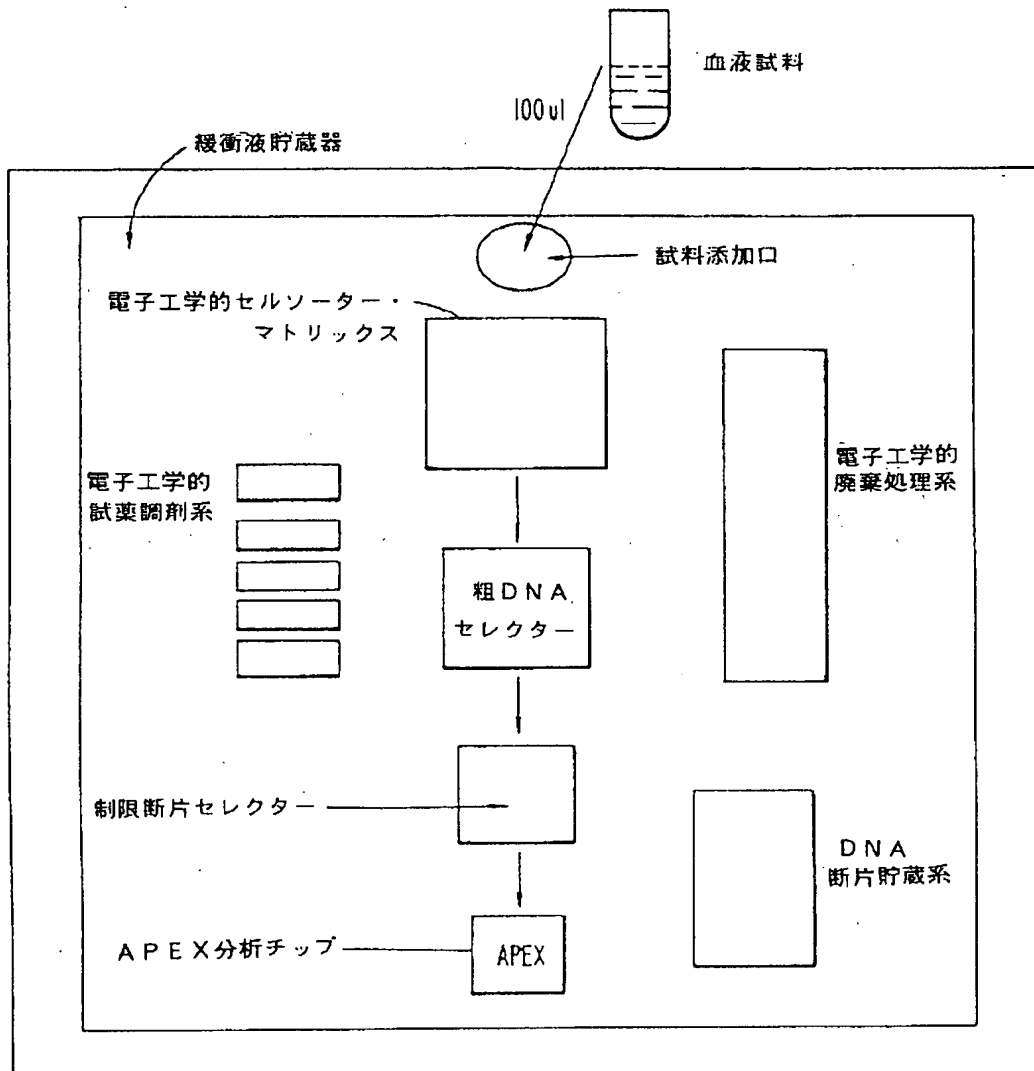 血液試料
100ul
緩衝液貯蔵器
試料添加口
電子工学的セルソーター・
マトリックス
電子工学的
試薬調剤系
電子工学的
廃棄処理系
粗DNA
セレクター
制限断片セレクター
DNA
断片貯蔵系
APEX分析チップ
APEX